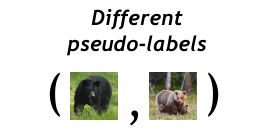 Different
pseudo-labels
( , )